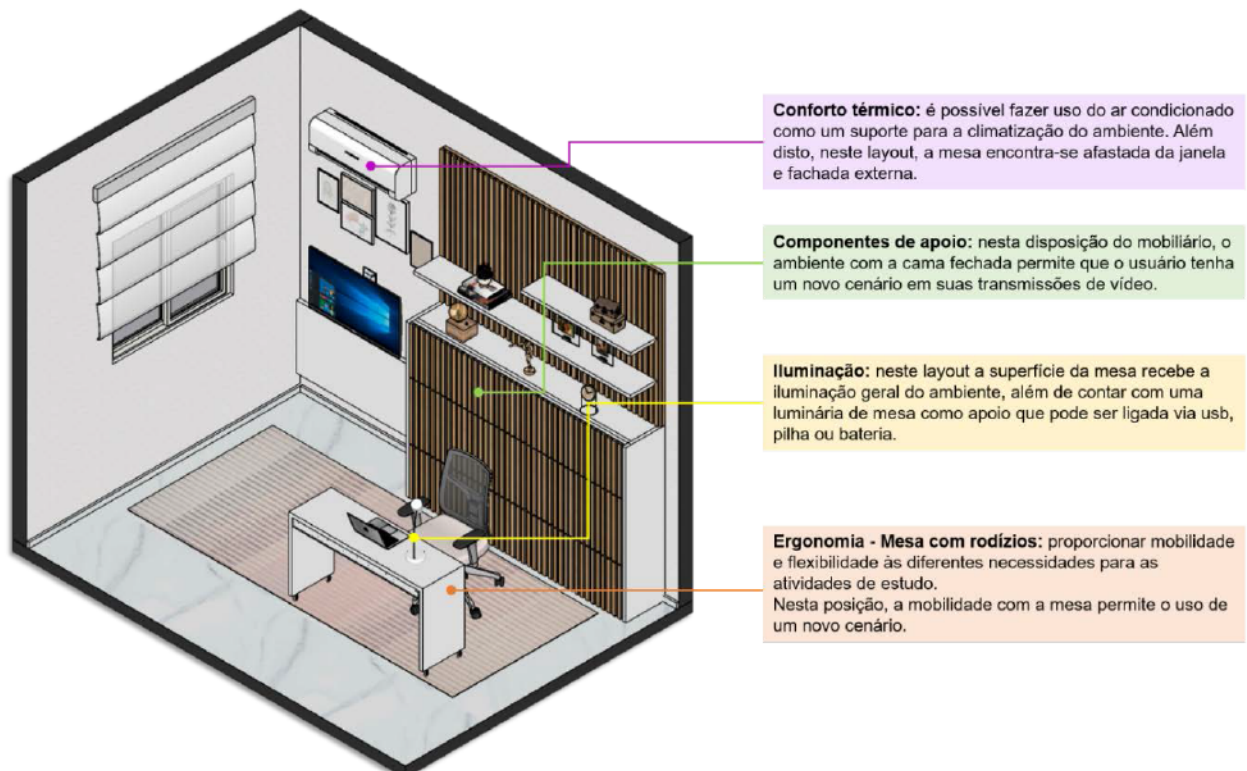 Conforto térmico: é possível fazer uso do ar condicionado
como um suporte para a climatização do ambiente. Além
disto, neste layout, a mesa encontra-se afastada da janela
e fachada externa.
Componentes de apoio: nesta disposição do mobiliário, o
ambiente com a cama fechada permite que o usuário tenha
um novo cenário em suas transmissões de vídeo.
Iluminação: neste layout a superfície da mesa recebe a
iluminação geral do ambiente, além de contar com uma
luminária de mesa como apoio que pode ser ligada via usb,
pilha ou bateria.
Ergonomia - Mesa com rodízios: proporcionar mobilidade
e flexibilidade às diferentes necessidades para as
atividades de estudo.
Nesta posição, a mobilidade com a mesa permite o uso de
um novo cenário.